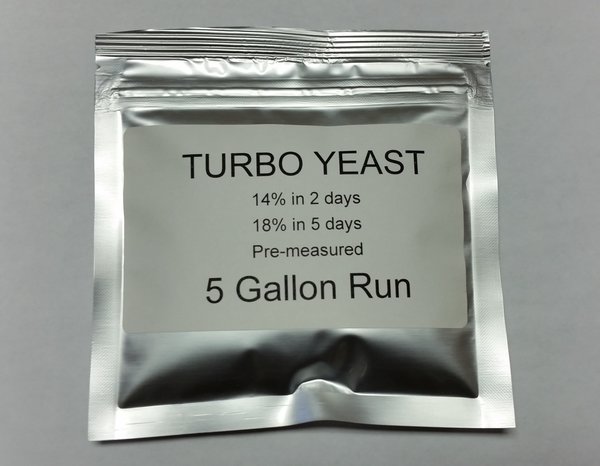 TURBO YEAST
14% in 2 days
18% in 5 days
Pre-measured
5 Gallon Run